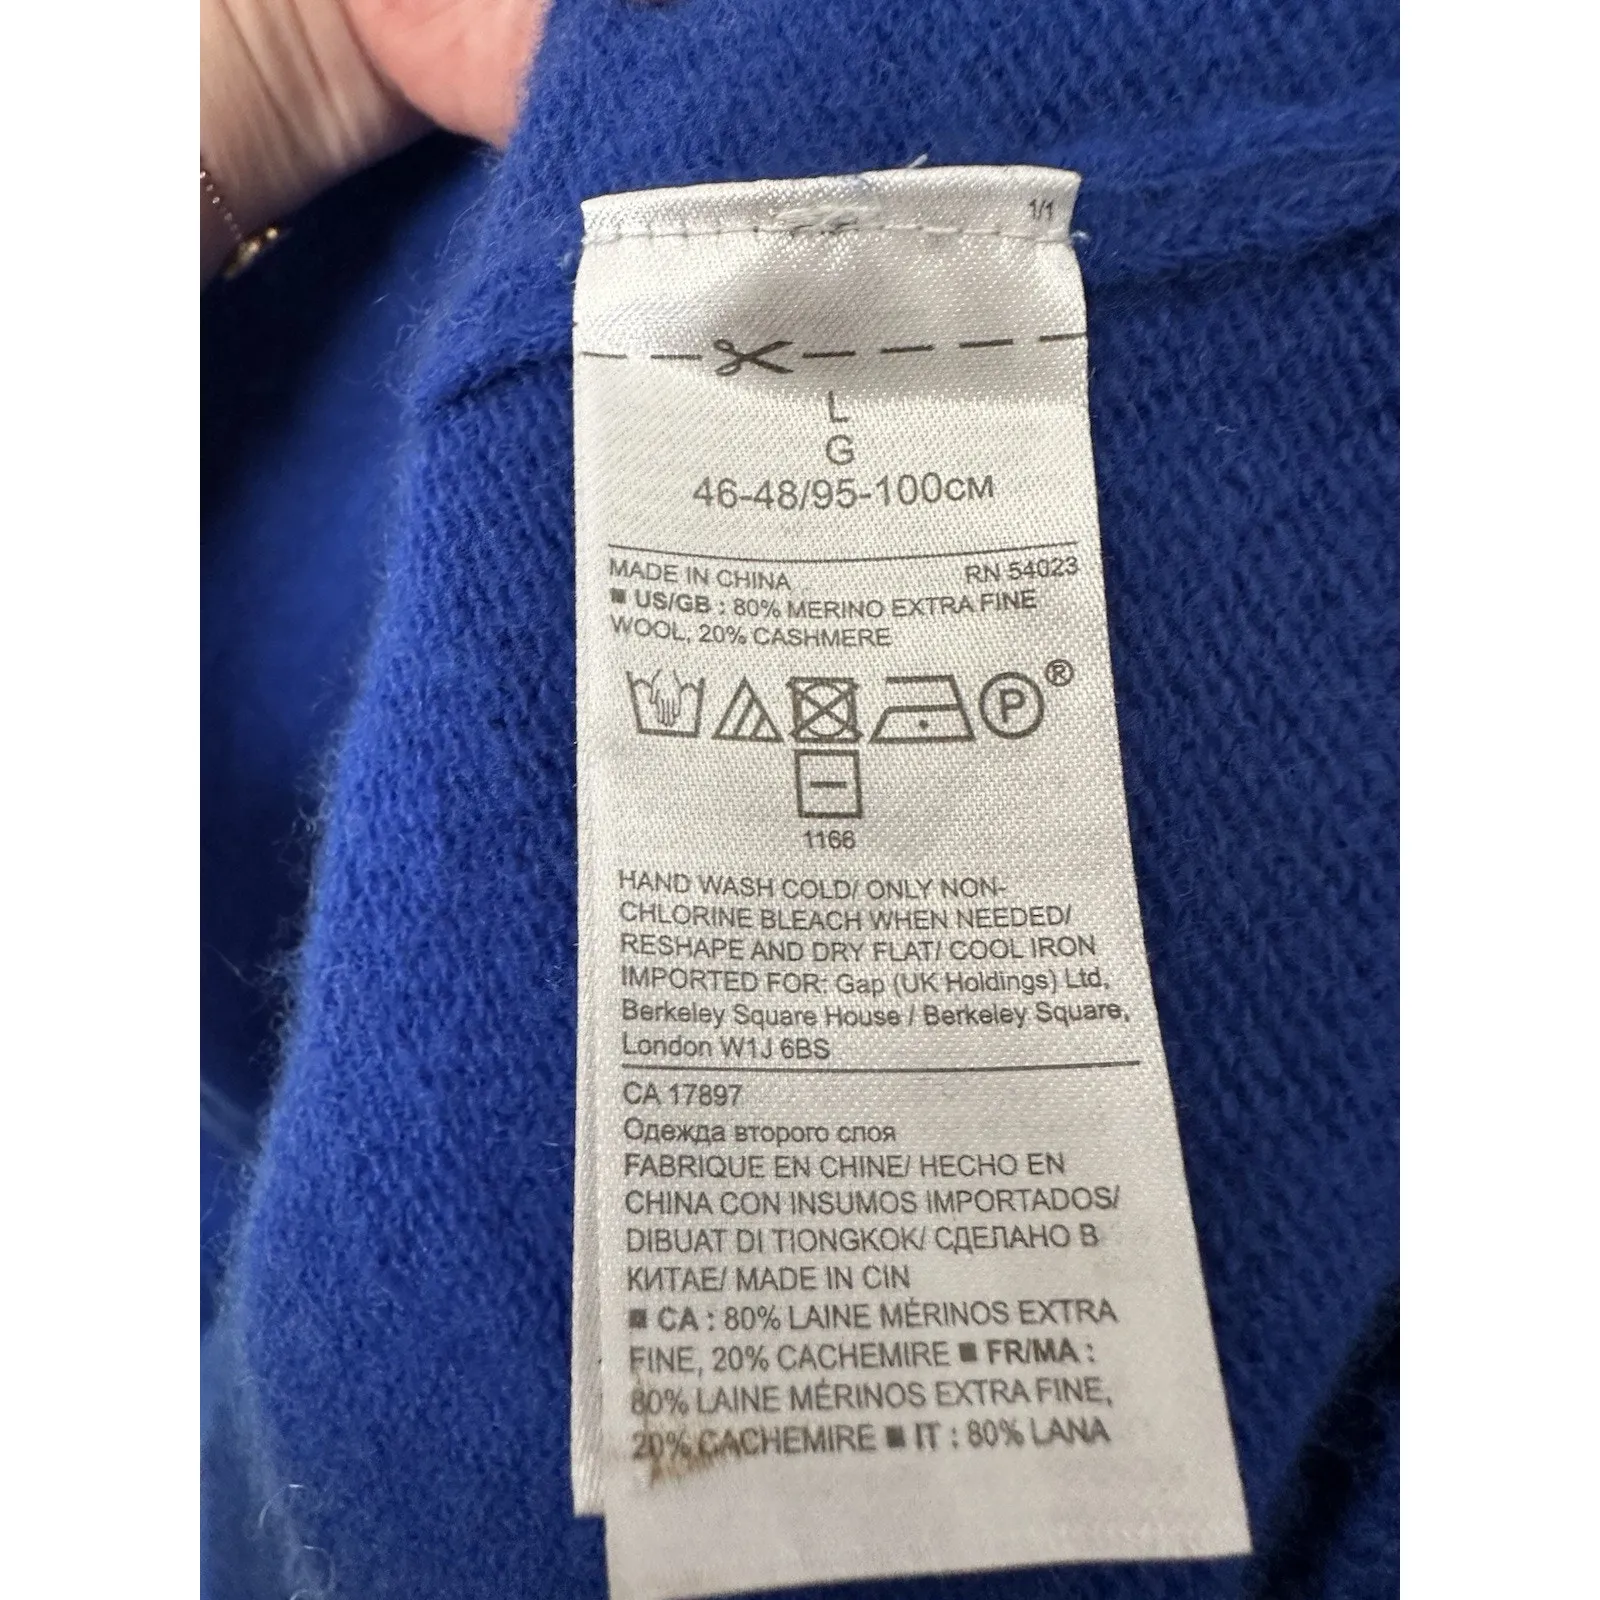 1/1
L
G
46-48/95-100CM
MADE IN CHINA RN 54023
■ US/GB : 80% MERINO EXTRA FINE
WOOL, 20% CASHMERE
P ®
1166
HAND WASH COLD/ ONLY NON-
CHLORINE BLEACH WHEN NEEDED/
RESHAPE AND DRY FLAT/ COOL IRON
IMPORTED FOR: Gap (UK Holdings) Ltd,
Berkeley Square House / Berkeley Square,
London W1J 6BS
CA 17897
Одежда второго слоя
FABRIQUE EN CHINE/ HECHO EN
CHINA CON INSUMOS IMPORTADOS/
DIBUAT DI TIONGKOK/ СДЕЛАНО В
КИТАЕ/ MADE IN CIN
■ CA : 80% LAINE MÉRINOS EXTRA
FINE, 20% CACHEMIRE ■ FR/MA :
80% LAINE MÉRINOS EXTRA FINE,
20% CACHEMIRE ■ IT : 80% LANA